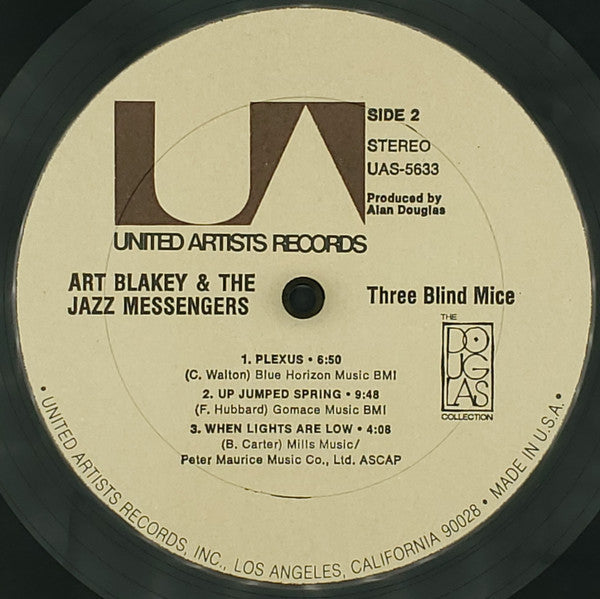 UA
SIDE 2
STEREO
UAS-5633
Produced by
Alan Douglas
UNITED ARTISTS RECORDS
ART BLAKEY & THE
JAZZ MESSENGERS
Three Blind Mice
THE
DOUGLAS
COLLECTION
1. PLEXUS • 6:50
(C. Walton) Blue Horizon Music BMI
2. UP JUMPED SPRING • 9:48
(F. Hubbard) Gomace Music BMI
3. WHEN LIGHTS ARE LOW • 4:08
(B. Carter) Mills Music/
Peter Maurice Music Co., Ltd. ASCAP
• UNITED ARTISTS RECORDS, INC., LOS ANGELES, CALIFORNIA 90028 • MADE IN U.S.A. •